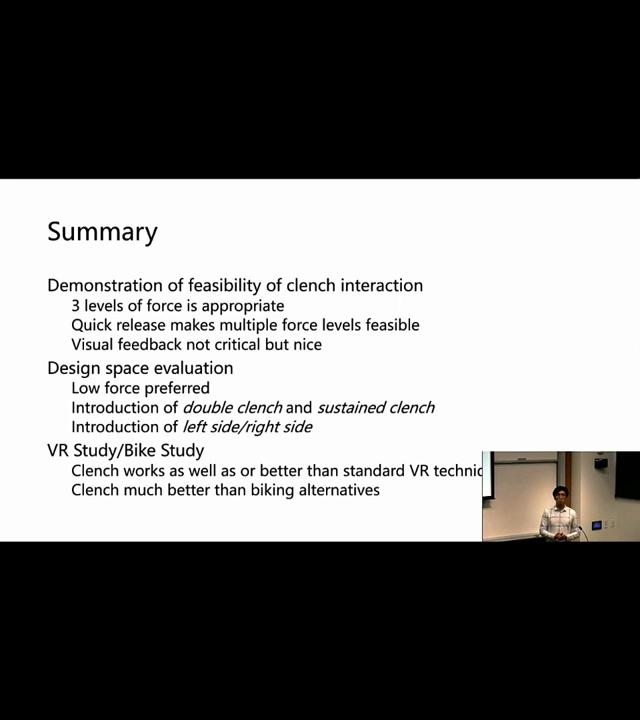 Summary
Demonstration of feasibility of clench interaction
3 levels of force is appropriate
Quick release makes multiple force levels feasible
Visual feedback not critical but nice
Design space evaluation
Low force preferred
Introduction of double clench and sustained clench
Introduction of left side/right side
VR Study/Bike Study
Clench works as well as or better than standard VR technic
Clench much better than biking alternatives